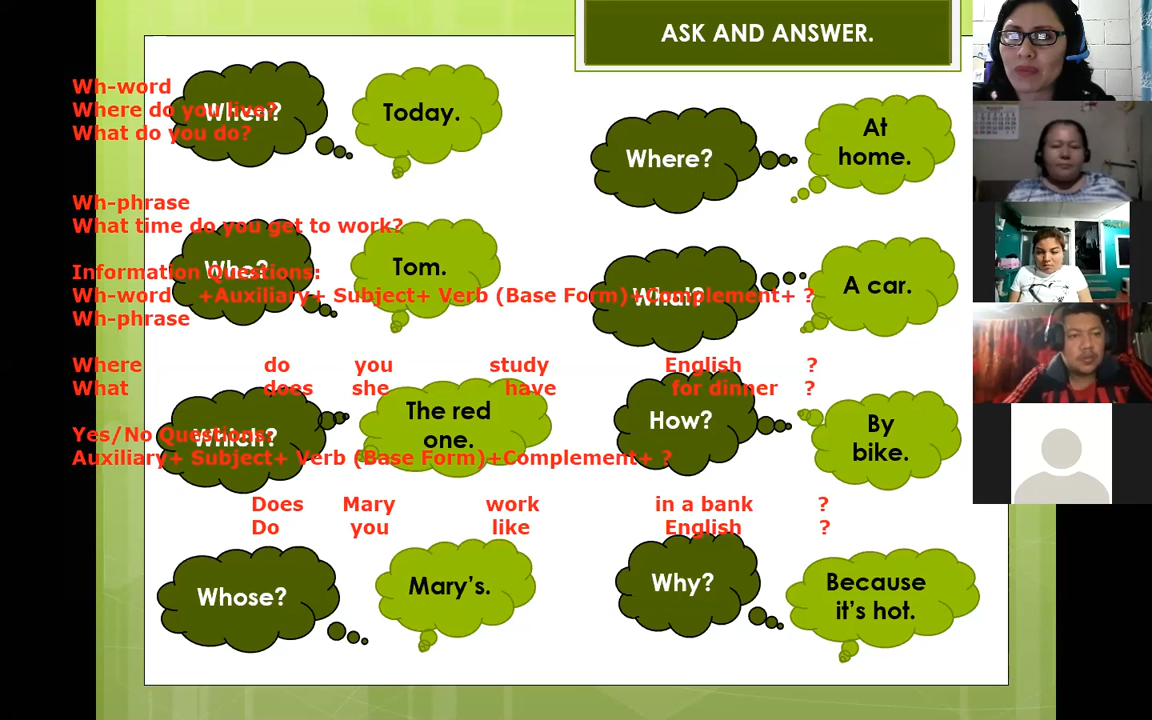 ASK AND ANSWER.
Wh-word
Where do you live?
What do you do?
When?
Today.
Where?
At
home.
Wh-phrase
What time do you get to work?
Who?
Tom.
What?
A car.
Information Questions:
Wh-word +Auxiliary+ Subject+ Verb (Base Form)+Complement+ ?
Wh-phrase
Where do you study English ?
What does she have for dinner ?
Which?
The red
one.
How?
By
bike.
Yes/No Questions:
Auxiliary+ Subject+ Verb (Base Form)+Complement+ ?
Does Mary work in a bank ?
Do you like English ?
Whose?
Mary's.
Why?
Because
it's hot.